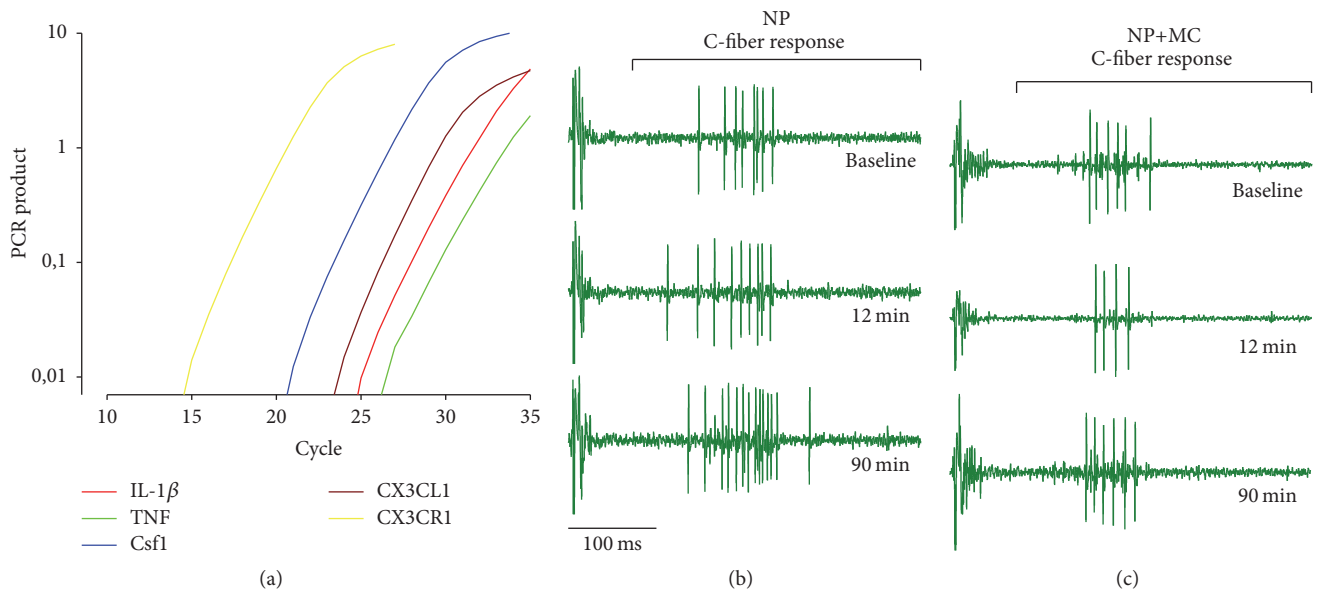 10
1
0,1
0,01
PCR product
10 15 20 25 30 35
Cycle
IL-1β
TNF
Csf1
CX3CL1
CX3CR1
(a)
NP
C-fiber response
Baseline
12 min
90 min
100 ms
(b)
NP+MC
C-fiber response
Baseline
12 min
90 min
(c)